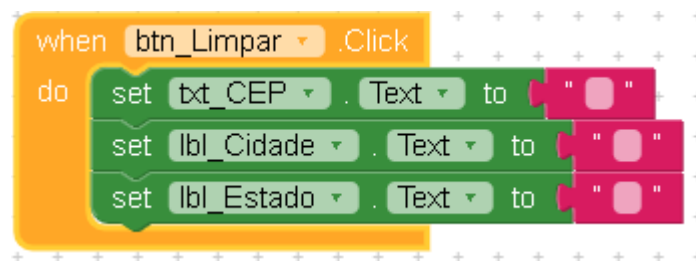 when btn_Limpar .Click
do set txt_CEP . Text to " "
set lbl_Cidade . Text to " "
set lbl_Estado . Text to " "